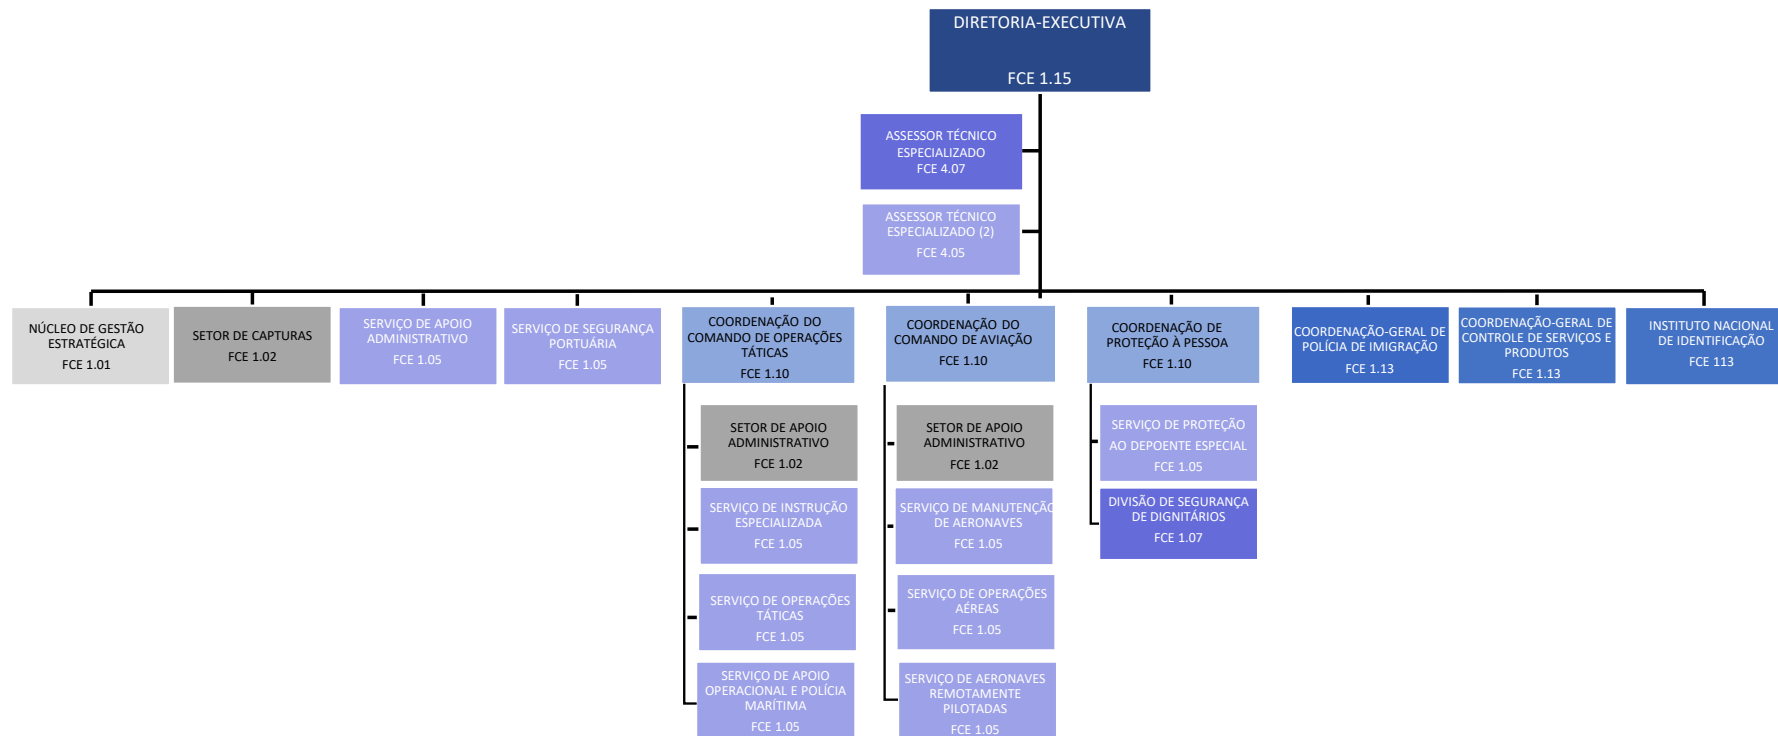 DIRETORIA-EXECUTIVA
FCE 1.15
ASSESSOR TÉCNICO
ESPECIALIZADO
FCE 4.07
ASSESSOR TÉCNICO
ESPECIALIZADO (2)
FCE 4.05
NÚCLEO DE GESTÃO
ESTRATÉGICA
FCE 1.01
SETOR DE CAPTURAS
FCE 1.02
SERVIÇO DE APOIO
ADMINISTRATIVO
FCE 1.05
SERVIÇO DE SEGURANÇA
PORTUÁRIA
FCE 1.05
COORDENAÇÃO DO
COMANDO DE OPERAÇÕES
TÁTICAS
FCE 1.10
COORDENAÇÃO DO
COMANDO DE AVIAÇÃO
FCE 1.10
COORDENAÇÃO DE
PROTEÇÃO À PESSOA
FCE 1.10
COORDENAÇÃO-GERAL DE
POLÍCIA DE IMIGRAÇÃO
FCE 1.13
COORDENAÇÃO-GERAL DE
CONTROLE DE SERVIÇOS E
PRODUTOS
FCE 1.13
INSTITUTO NACIONAL
DE IDENTIFICAÇÃO
FCE 113
SETOR DE APOIO
ADMINISTRATIVO
FCE 1.02
SERVIÇO DE INSTRUÇÃO
ESPECIALIZADA
FCE 1.05
SERVIÇO DE OPERAÇÕES
TÁTICAS
FCE 1.05
SERVIÇO DE APOIO
OPERACIONAL E POLÍCIA
MARÍTIMA
FCE 1.05
SETOR DE APOIO
ADMINISTRATIVO
FCE 1.02
SERVIÇO DE MANUTENÇÃO
DE AERONAVES
FCE 1.05
SERVIÇO DE OPERAÇÕES
AÉREAS
FCE 1.05
SERVIÇO DE AERONAVES
REMOTAMENTE
PILOTADAS
FCE 1.05
SERVIÇO DE PROTEÇÃO
AO DEPOENTE ESPECIAL
FCE 1.05
DIVISÃO DE SEGURANÇA
DE DIGNITÁRIOS
FCE 1.07